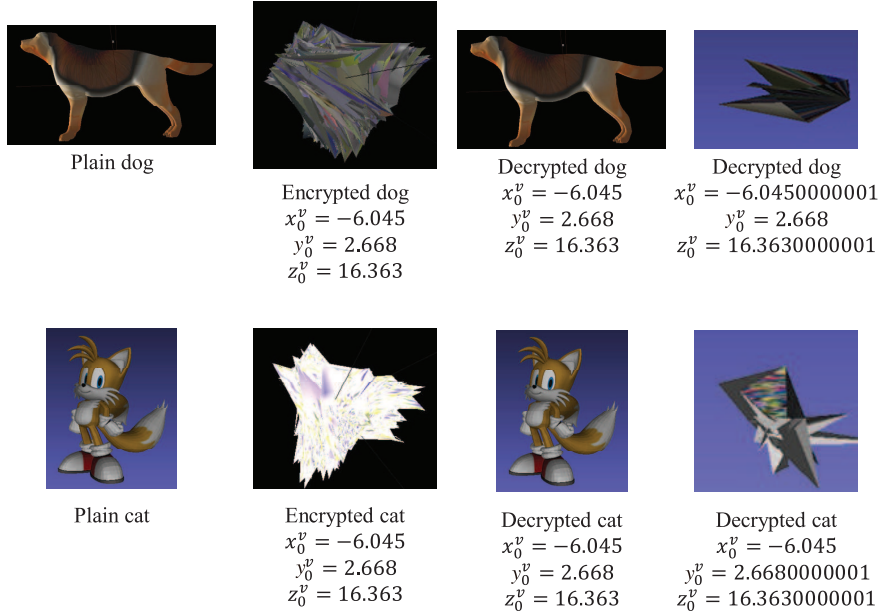 Plain dog
Encrypted dog
$x_0^v = -6.045$
$y_0^v = 2.668$
$z_0^v = 16.363$
Decrypted dog
$x_0^v = -6.045$
$y_0^v = 2.668$
$z_0^v = 16.363$
Decrypted dog
$x_0^v = -6.0450000001$
$y_0^v = 2.668$
$z_0^v = 16.3630000001$
Plain cat
Encrypted cat
$x_0^v = -6.045$
$y_0^v = 2.668$
$z_0^v = 16.363$
Decrypted cat
$x_0^v = -6.045$
$y_0^v = 2.668$
$z_0^v = 16.363$
Decrypted cat
$x_0^v = -6.045$
$y_0^v = 2.6680000001$
$z_0^v = 16.3630000001$